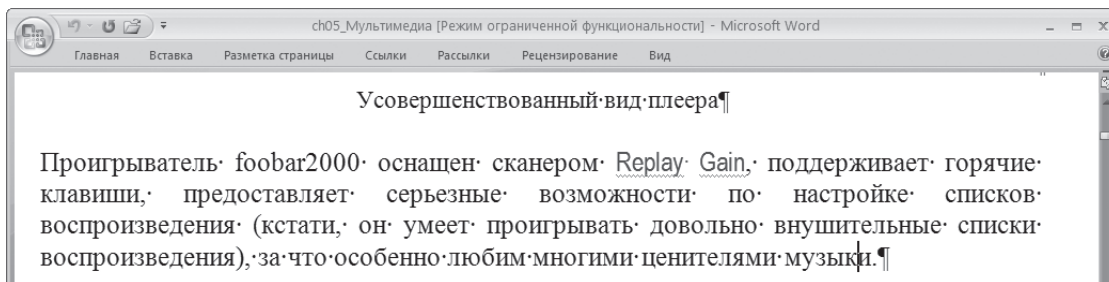 ch05_Мультимедиа [Режим ограниченной функциональности] - Microsoft Word
Главная Вставка Разметка страницы Ссылки Рассылки Рецензирование Вид
Усовершенствованный·вид·плеера¶
Проигрыватель· foobar2000· оснащен· сканером· Replay· Gain,· поддерживает· горячие·
клавиши,· предоставляет· серьезные· возможности· по· настройке· списков·
воспроизведения· (кстати,· он· умеет· проигрывать· довольно· внушительные· списки·
воспроизведения),·за·что·особенно·любим·многими·ценителями·музыки.¶